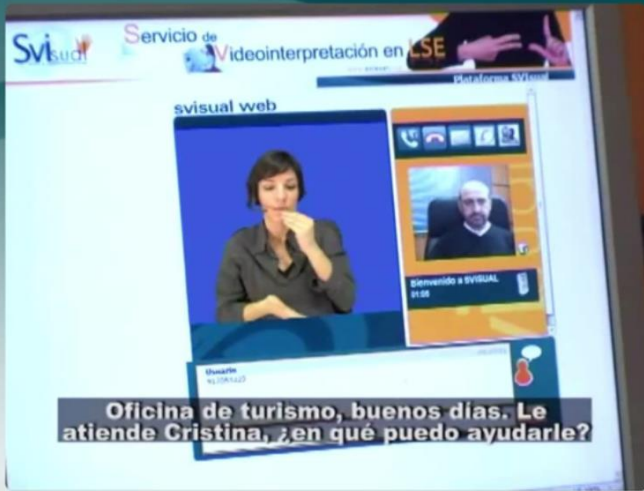 SVIsual
Servicio de
Videointerpretación en LSE
Plataforma SVIsual
svisual web
Bienvenido a SVISUAL
01:05
Usuario
Oficina de turismo, buenos días. Le
atiende Cristina, ¿en qué puedo ayudarle?